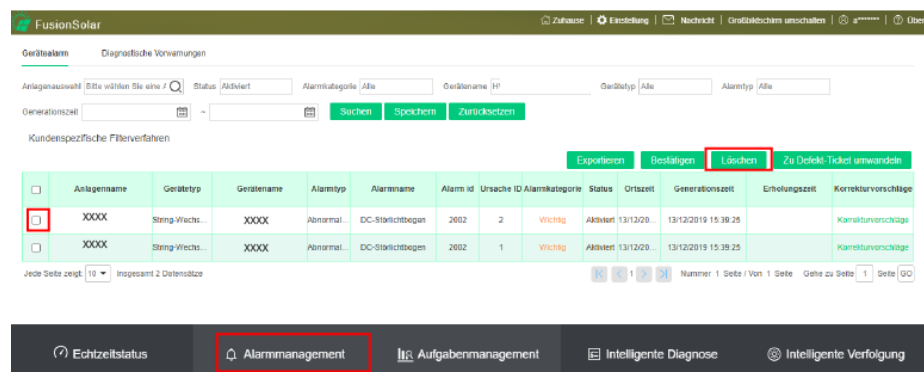 FusionSolar
Zuhause | Einstellung | Nachricht | Großbildschirm umschalten | a******* | Über
Gerätealarm Diagnostische Vorwarnungen
Anlagenauswahl Bitte wählen Sie eine A Status Aktiviert Alarmkategorie Alle Gerätename H Gerätetyp Alle Alarmtyp Alle
Generationszeit ~ Suchen Speichern Zurücksetzen
Kundenspezifische Filterverfahren
Exportieren Bestätigen Löschen Zu Defekt-Ticket umwandeln
Anlagenname Gerätetyp Gerätename Alarmtyp Alarmname Alarm id Ursache ID Alarmkategorie Status Ortszeit Generationszeit Erholungszeit Korrekturvorschläge
XXXX String-Wechs... XXXX Abnormal... DC-Störlichtbogen 2002 2 Wichtig Aktiviert 13/12/20... 13/12/2019 15:39:25 Korrekturvorschläge
XXXX String-Wechs... XXXX Abnormal... DC-Störlichtbogen 2002 1 Wichtig Aktiviert 13/12/20... 13/12/2019 15:39:25 Korrekturvorschläge
Jede Seite zeigt: 10 Insgesamt 2 Datensätze 1 Nummer 1 Seite / Von 1 Seite Gehe zu Seite 1 Seite GO
Echtzeitstatus Alarmmanagement Aufgabenmanagement Intelligente Diagnose Intelligente Verfolgung